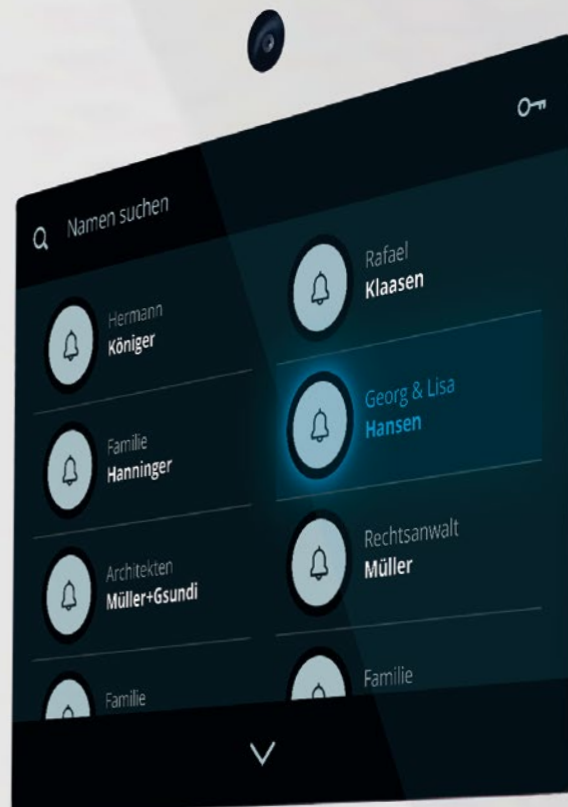 Namen suchen
Hermann
Königer
Familie
Hanninger
Architekten
Müller+Gsundi
Familie
Rafael
Klaasen
Georg & Lisa
Hansen
Rechtsanwalt
Müller
Familie